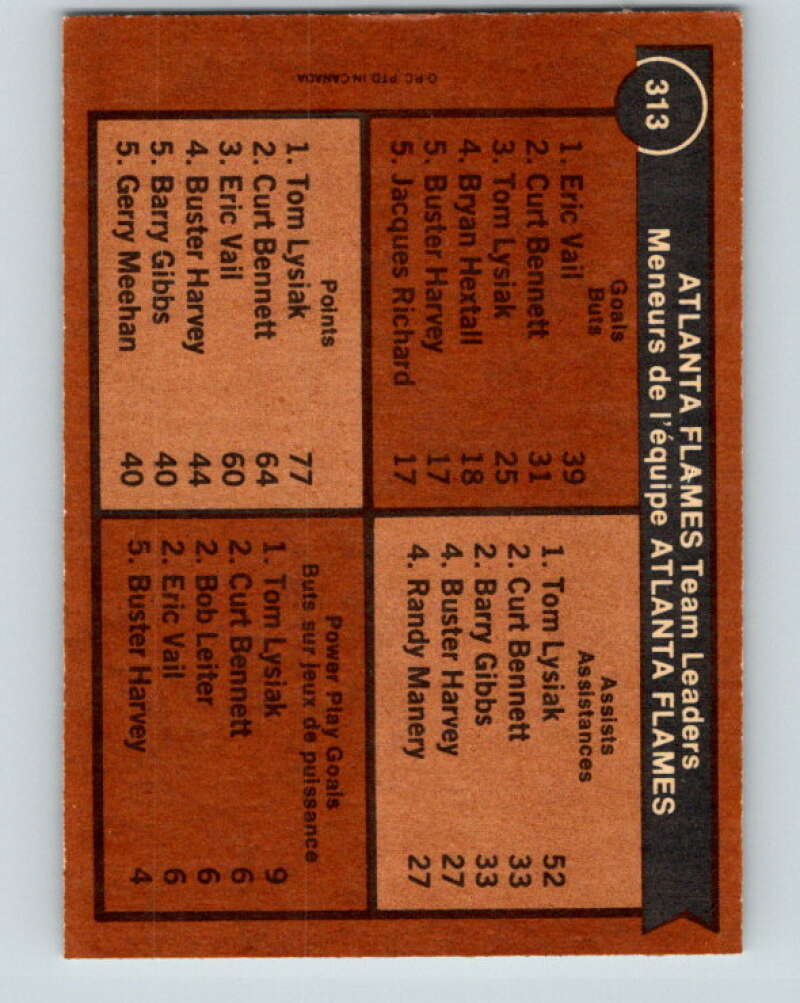 313
ATLANTA FLAMES Team Leaders
Meneurs de l'équipe ATLANTA FLAMES
Goals
Buts
1. Eric Vail 39
2. Curt Bennett 31
3. Tom Lysiak 25
4. Bryan Hextall 18
5. Buster Harvey 17
5. Jacques Richard 17
Assists
Assistances
1. Tom Lysiak 52
2. Curt Bennett 33
2. Barry Gibbs 33
4. Buster Harvey 27
4. Randy Manery 27
Points
1. Tom Lysiak 77
2. Curt Bennett 64
3. Eric Vail 60
4. Buster Harvey 44
5. Barry Gibbs 40
5. Gerry Meehan 40
Power Play Goals
Buts sur jeux de puissance
1. Tom Lysiak 9
2. Curt Bennett 6
2. Bob Leiter 6
2. Eric Vail 6
5. Buster Harvey 4
O.P.C. PTD IN CANADA